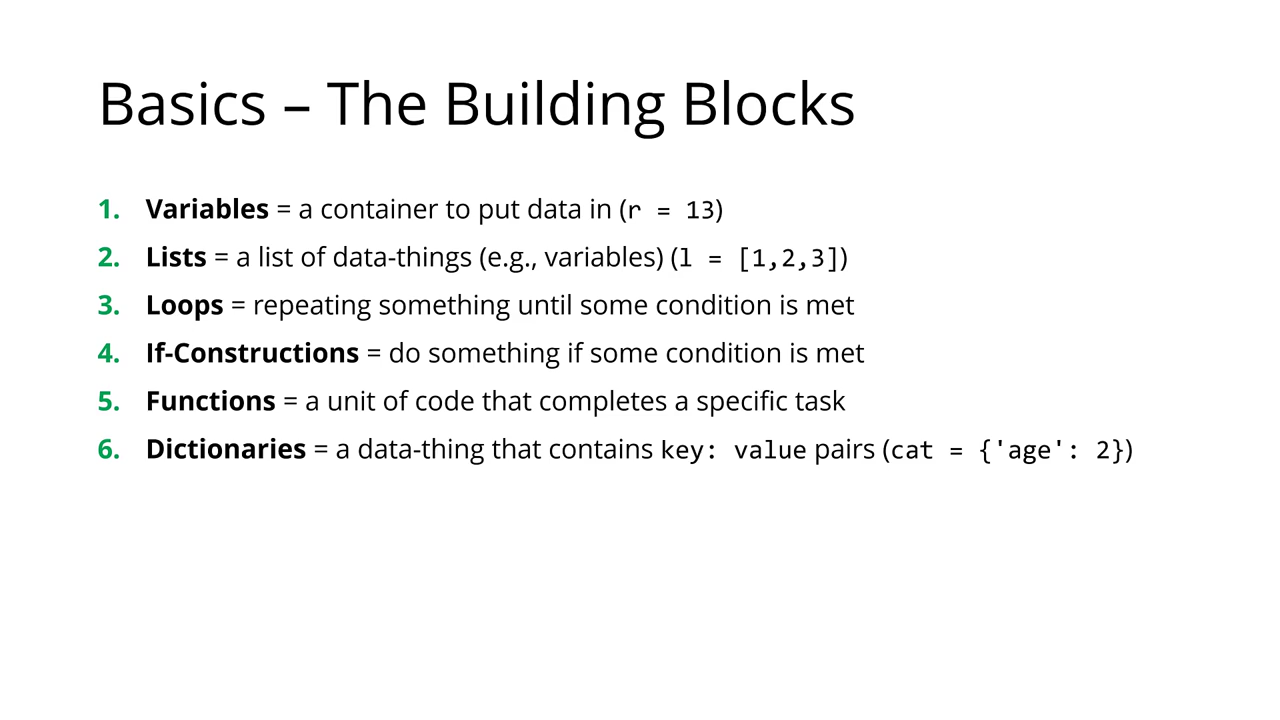 Basics – The Building Blocks
1. Variables = a container to put data in (r = 13)
2. Lists = a list of data-things (e.g., variables) (l = [1,2,3])
3. Loops = repeating something until some condition is met
4. If-Constructions = do something if some condition is met
5. Functions = a unit of code that completes a specific task
6. Dictionaries = a data-thing that contains key: value pairs (cat = {'age': 2})